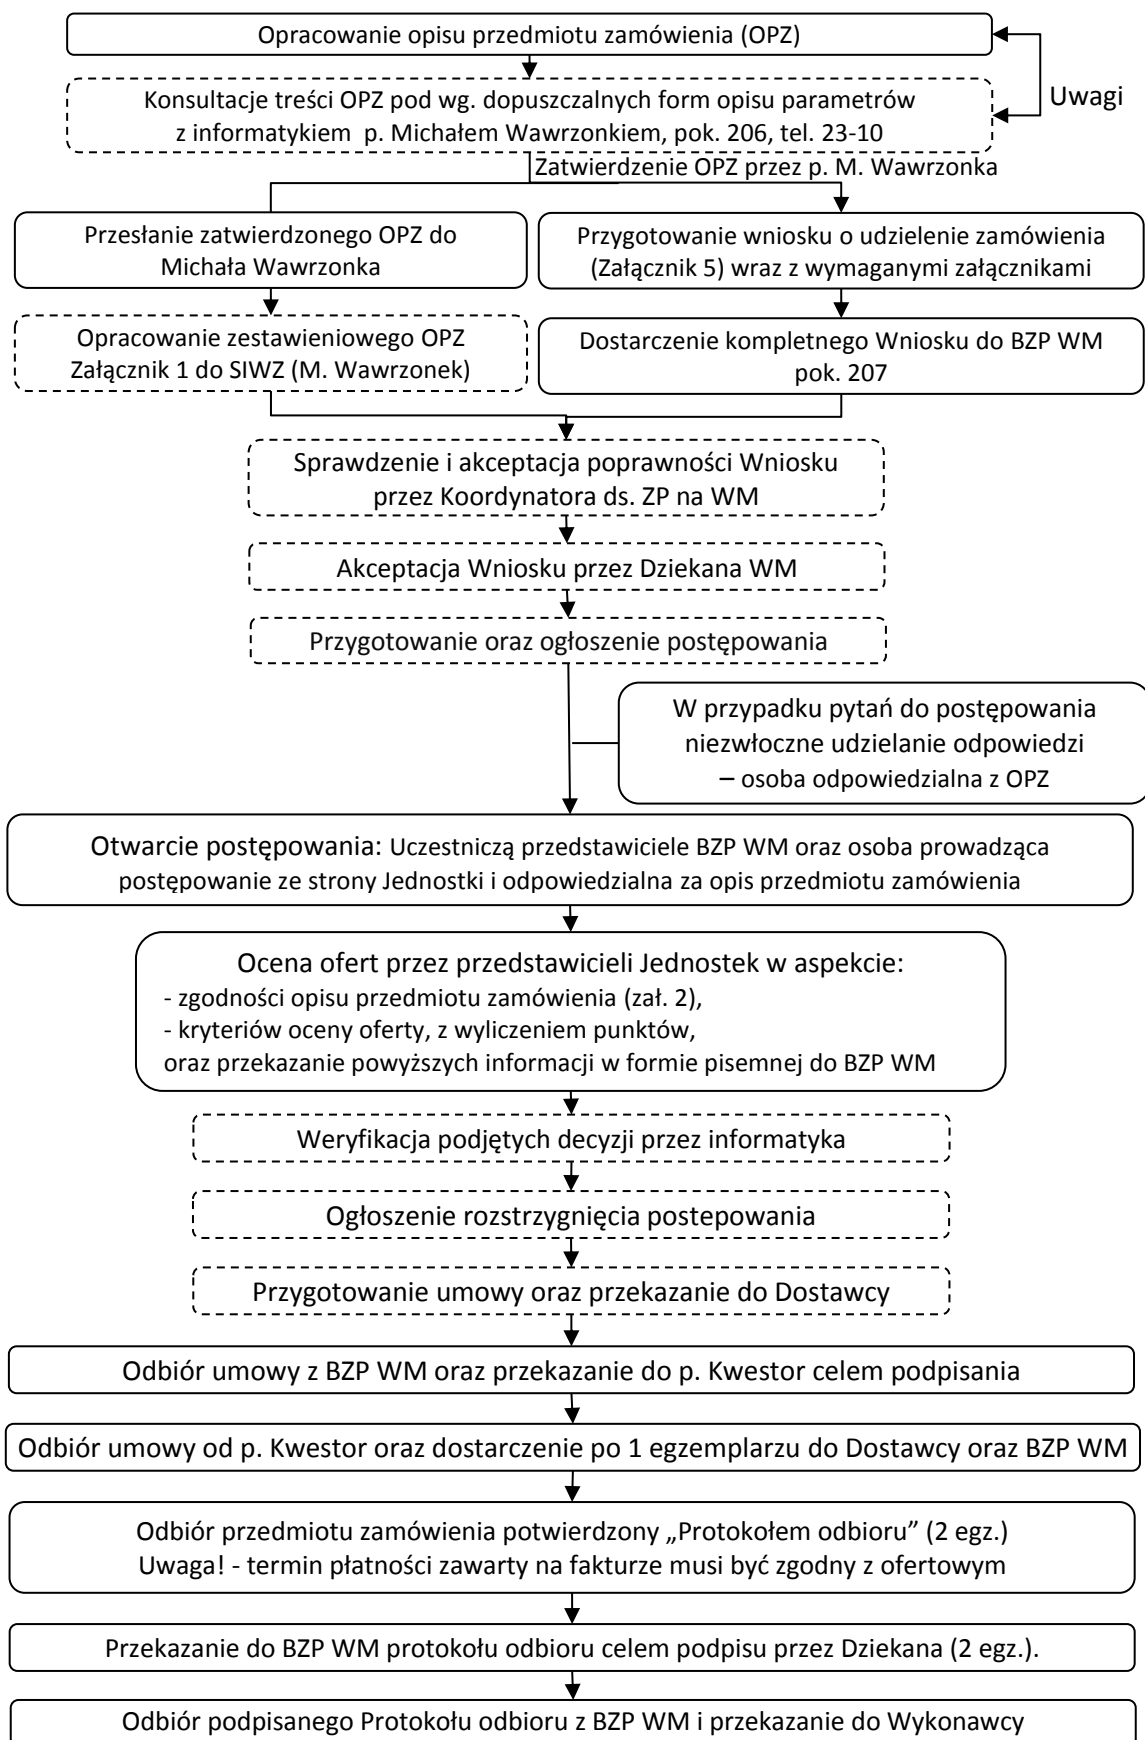 Opracowanie opisu przedmiotu zamówienia (OPZ)
Uwagi
Konsultacje treści OPZ pod wg. dopuszczalnych form opisu parametrów
z informatykiem p. Michałem Wawrzonkiem, pok. 206, tel. 23-10
Zatwierdzenie OPZ przez p. M. Wawrzonka
Przesłanie zatwierdzonego OPZ do
Michała Wawrzonka
Przygotowanie wniosku o udzielenie zamówienia
(Załącznik 5) wraz z wymaganymi załącznikami
Opracowanie zestawieniowego OPZ
Załącznik 1 do SIWZ (M. Wawrzonek)
Dostarczenie kompletnego Wniosku do BZP WM
pok. 207
Sprawdzenie i akceptacja poprawności Wniosku
przez Koordynatora ds. ZP na WM
Akceptacja Wniosku przez Dziekana WM
Przygotowanie oraz ogłoszenie postępowania
W przypadku pytań do postępowania
niezwłoczne udzielanie odpowiedzi
– osoba odpowiedzialna z OPZ
Otwarcie postępowania: Uczestniczą przedstawiciele BZP WM oraz osoba prowadząca
postępowanie ze strony Jednostki i odpowiedzialna za opis przedmiotu zamówienia
Ocena ofert przez przedstawicieli Jednostek w aspekcie:
- zgodności opisu przedmiotu zamówienia (zał. 2),
- kryteriów oceny oferty, z wyliczeniem punktów,
oraz przekazanie powyższych informacji w formie pisemnej do BZP WM
Weryfikacja podjętych decyzji przez informatyka
Ogłoszenie rozstrzygnięcia postepowania
Przygotowanie umowy oraz przekazanie do Dostawcy
Odbiór umowy z BZP WM oraz przekazanie do p. Kwestor celem podpisania
Odbiór umowy od p. Kwestor oraz dostarczenie po 1 egzemplarzu do Dostawcy oraz BZP WM
Odbiór przedmiotu zamówienia potwierdzony „Protokołem odbioru” (2 egz.)
Uwaga! - termin płatności zawarty na fakturze musi być zgodny z ofertowym
Przekazanie do BZP WM protokołu odbioru celem podpisu przez Dziekana (2 egz.).
Odbiór podpisanego Protokołu odbioru z BZP WM i przekazanie do Wykonawcy